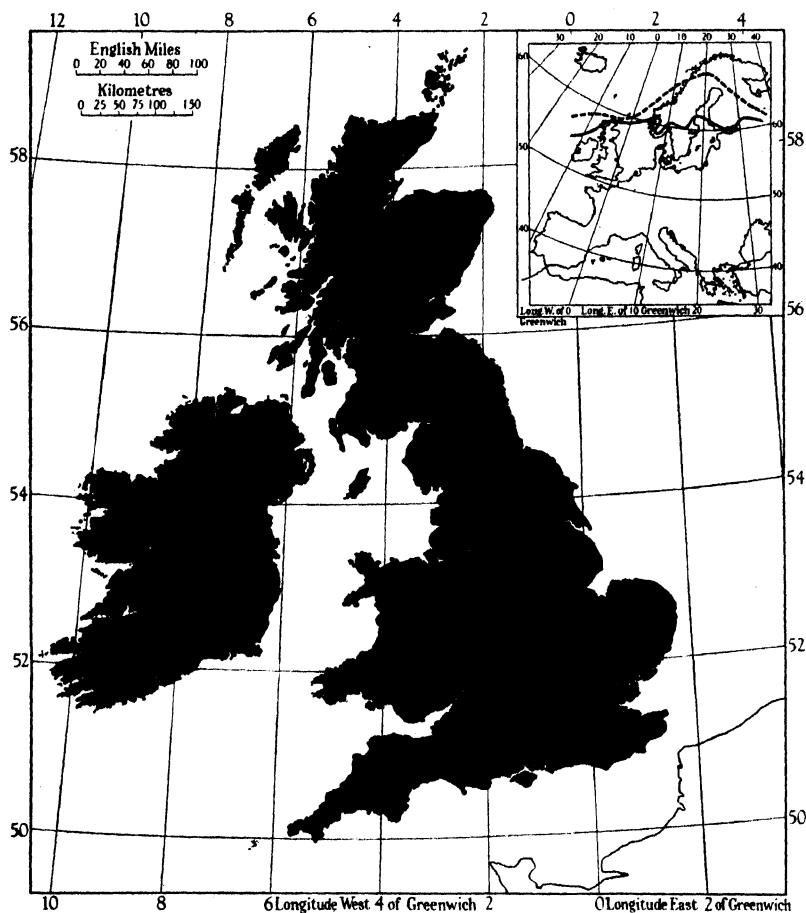 12 10 8 6 4 2 0 2 4
English Miles
0 20 40 60 80 100
Kilometres
0 25 50 75 100 150
30 20 10 0 10 20 30 40
60
60
50
50
40
40
Long. W. of 0 Long. E. of 10 Greenwich 20 30
Greenwich
58 58
56 56
54 54
52 52
50 50
10 8 6 Longitude West 4 of Greenwich 2 0 Longitude East 2 of Greenwich